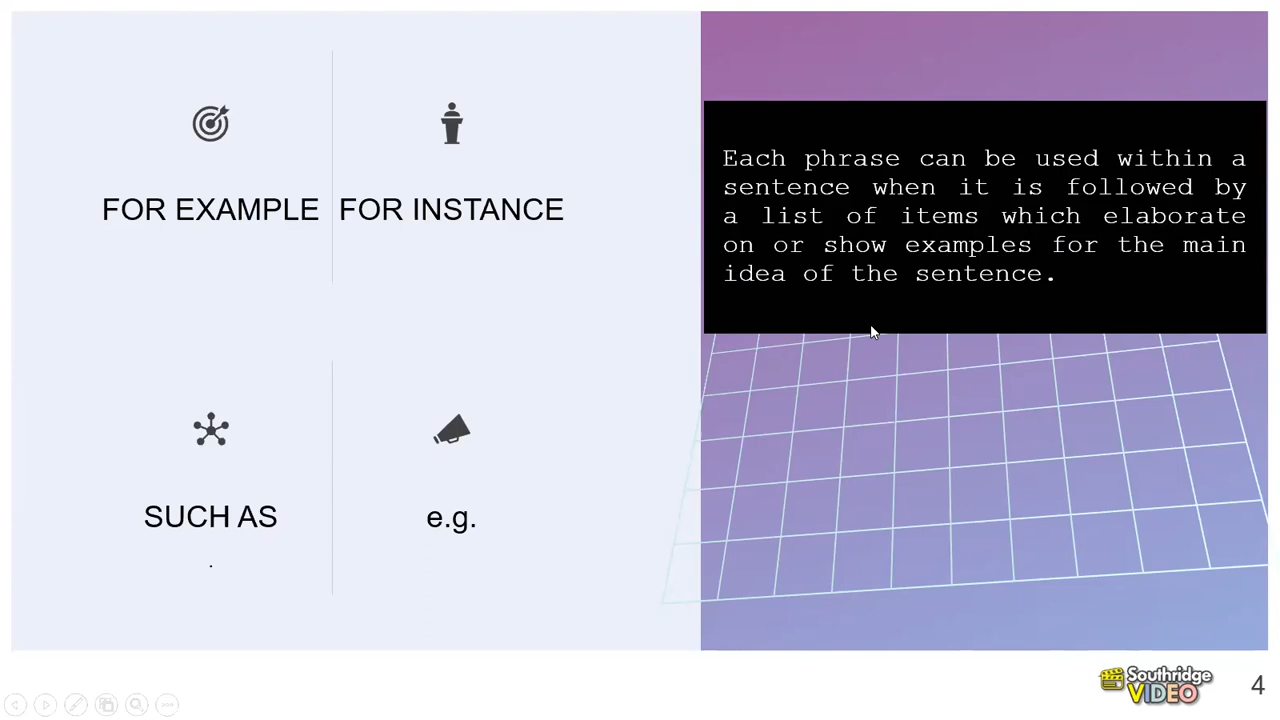 FOR EXAMPLE
FOR INSTANCE
SUCH AS
.
e.g.
Each phrase can be used within a
sentence when it is followed by
a list of items which elaborate
on or show examples for the main
idea of the sentence.
Southridge
VIDEO
4